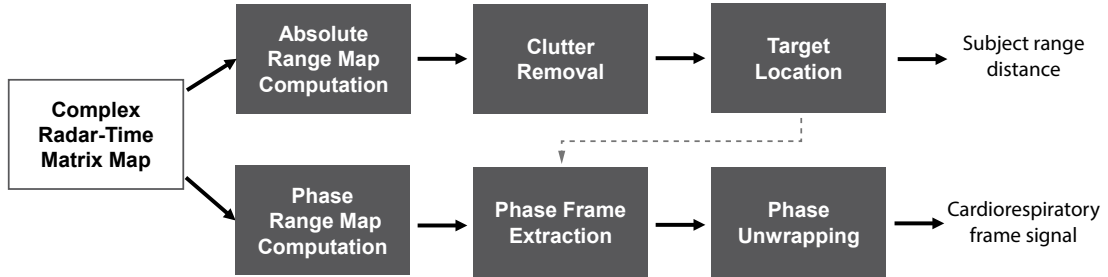 Complex
Radar-Time
Matrix Map
Absolute
Range Map
Computation
Clutter
Removal
Target
Location
Subject range
distance
Phase
Range Map
Computation
Phase Frame
Extraction
Phase
Unwrapping
Cardiorespiratory
frame signal